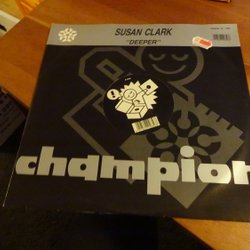 SUSAN CLARK
"DEEPER"
champion